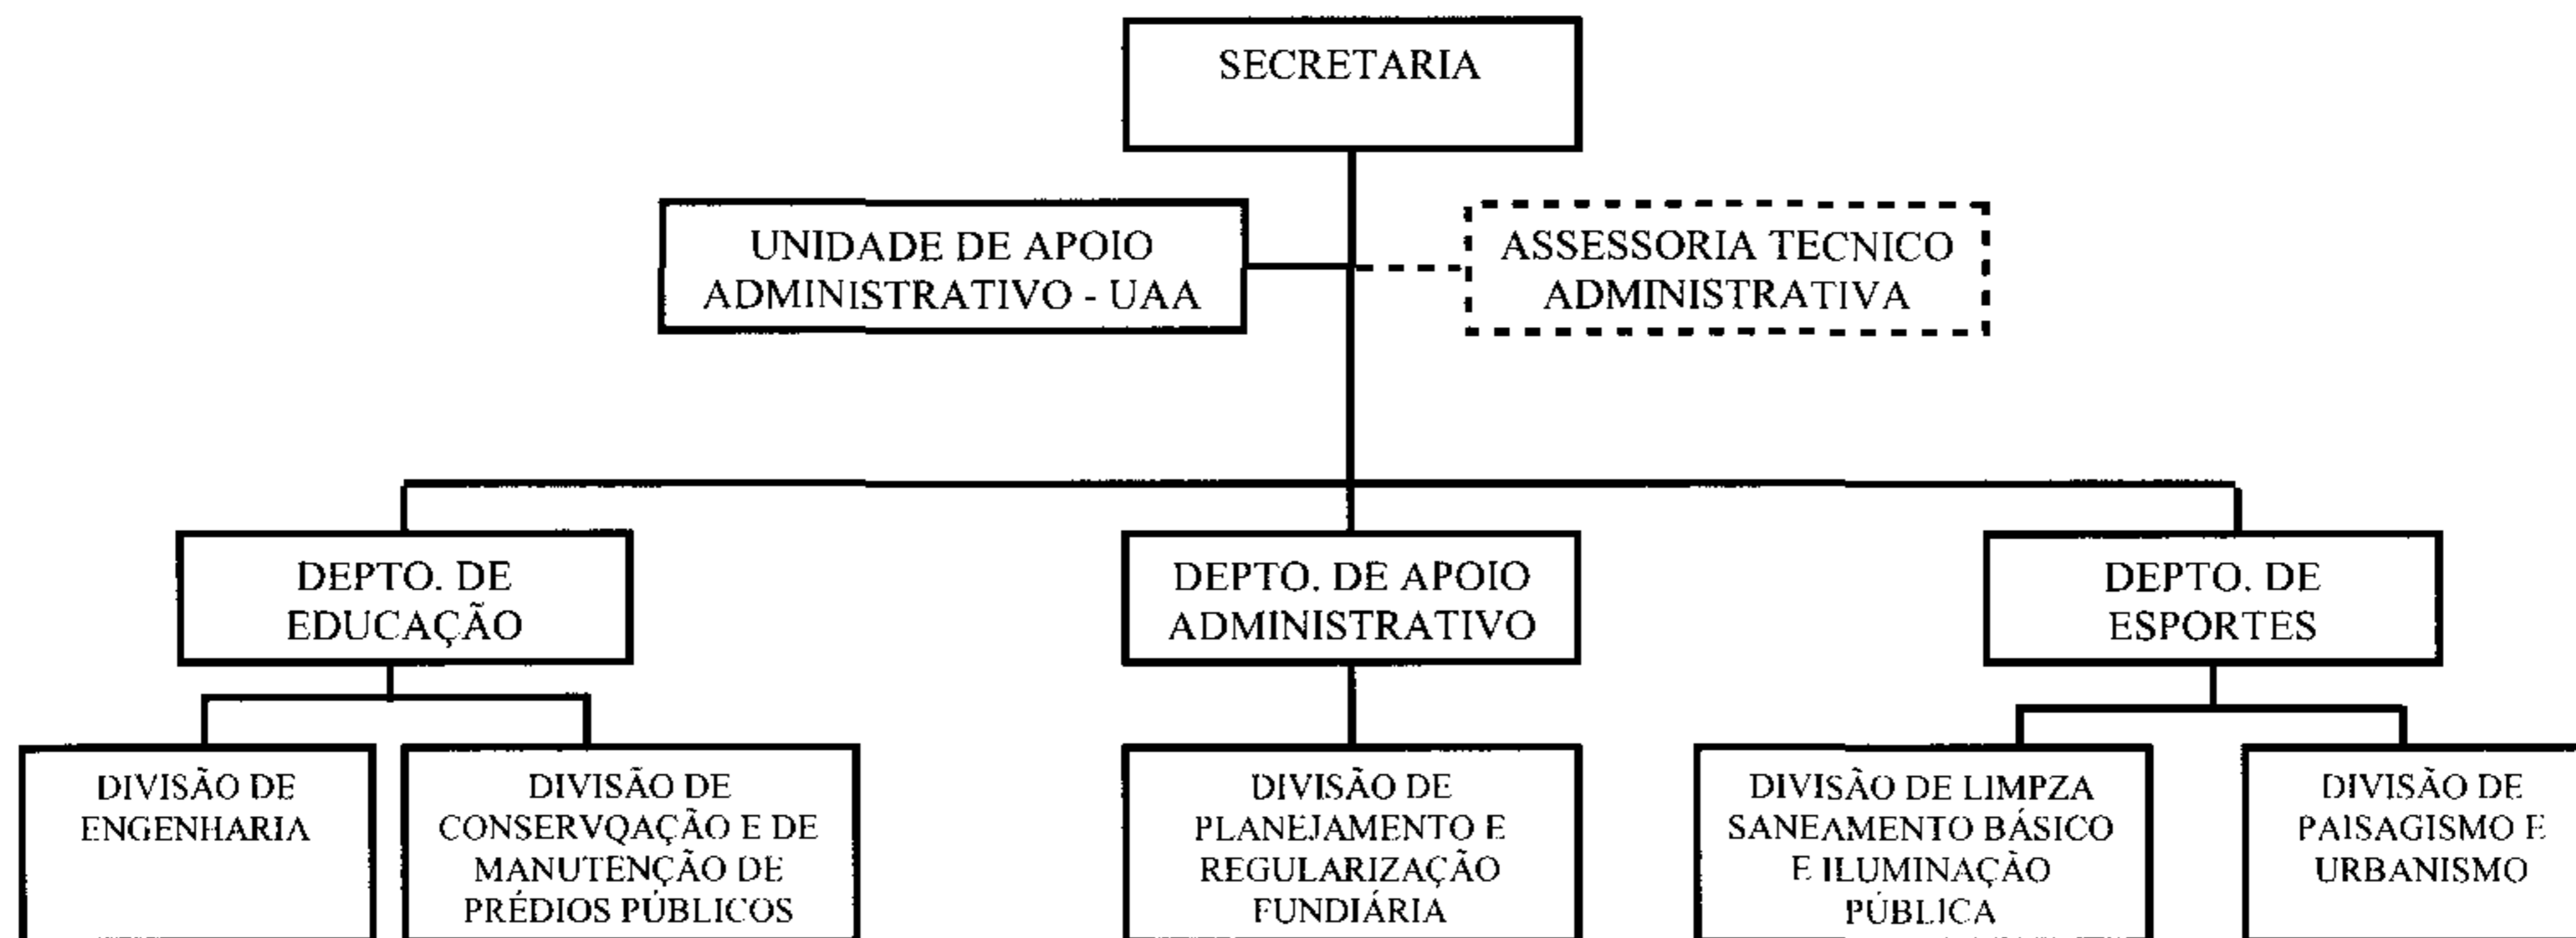 SECRETARIA
UNIDADE DE APOIO
ADMINISTRATIVO - UAA
ASSESSORIA TECNICO
ADMINISTRATIVA
DEPTO. DE
EDUCAÇÃO
DEPTO. DE APOIO
ADMINISTRATIVO
DEPTO. DE
ESPORTES
DIVISÃO DE
ENGENHARIA
DIVISÃO DE
CONSERVQAÇÃO E DE
MANUTENÇÃO DE
PRÉDIOS PÚBLICOS
DIVISÃO DE
PLANEJAMENTO E
REGULARIZAÇÃO
FUNDIÁRIA
DIVISÃO DE LIMPZA
SANEAMENTO BÁSICO
E ILUMINAÇÃO
PÚBLICA
DIVISÃO DE
PAISAGISMO E
URBANISMO